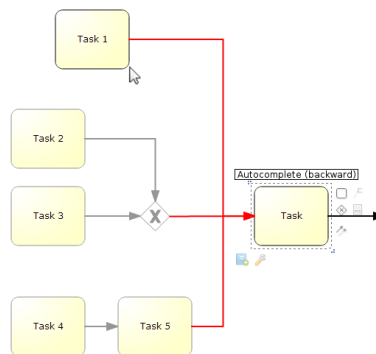 Task 1
Task 2
Autocomplete (backward)
Task 3
X
Task
Task 4
Task 5